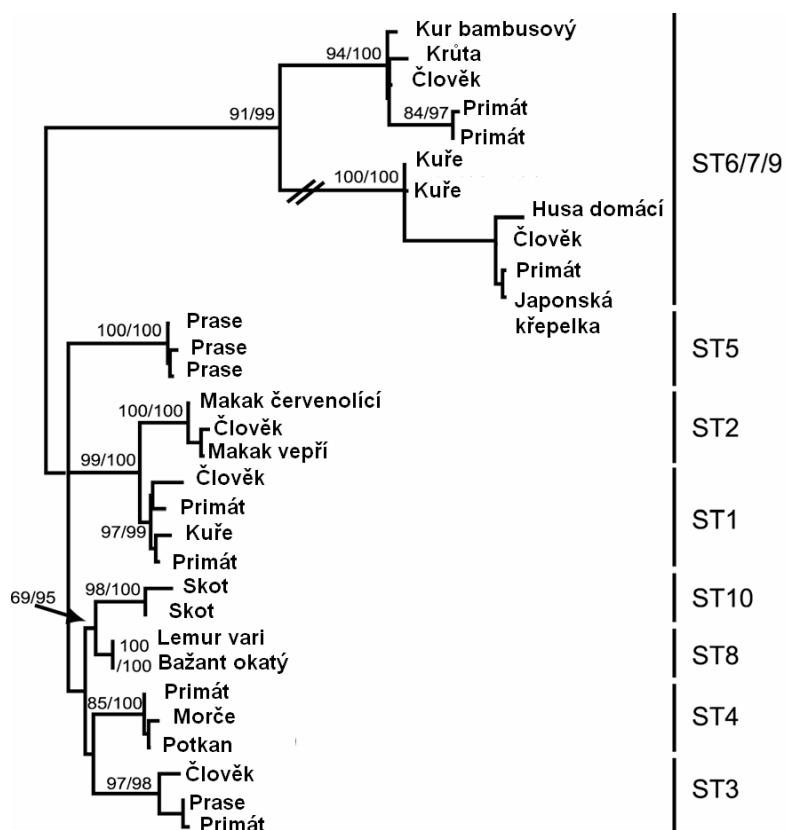 Kur bambusový
94/100
Krůta
Člověk
91/99
84/97
Primát
Primát
ST6/7/9
Kuře
100/100
Kuře
Husa domácí
Člověk
Primát
Japonská
křepelka
100/100
Prase
Prase
Prase
ST5
Makak červenolící
100/100
Člověk
Makak vepří
ST2
99/100
Člověk
Primát
97/99
Kuře
Primát
ST1
69/95
98/100
Skot
Skot
ST10
100
/100
Lemur vari
Bažant okatý
ST8
Primát
85/100
Morče
Potkan
ST4
Člověk
97/98
Prase
Primát
ST3